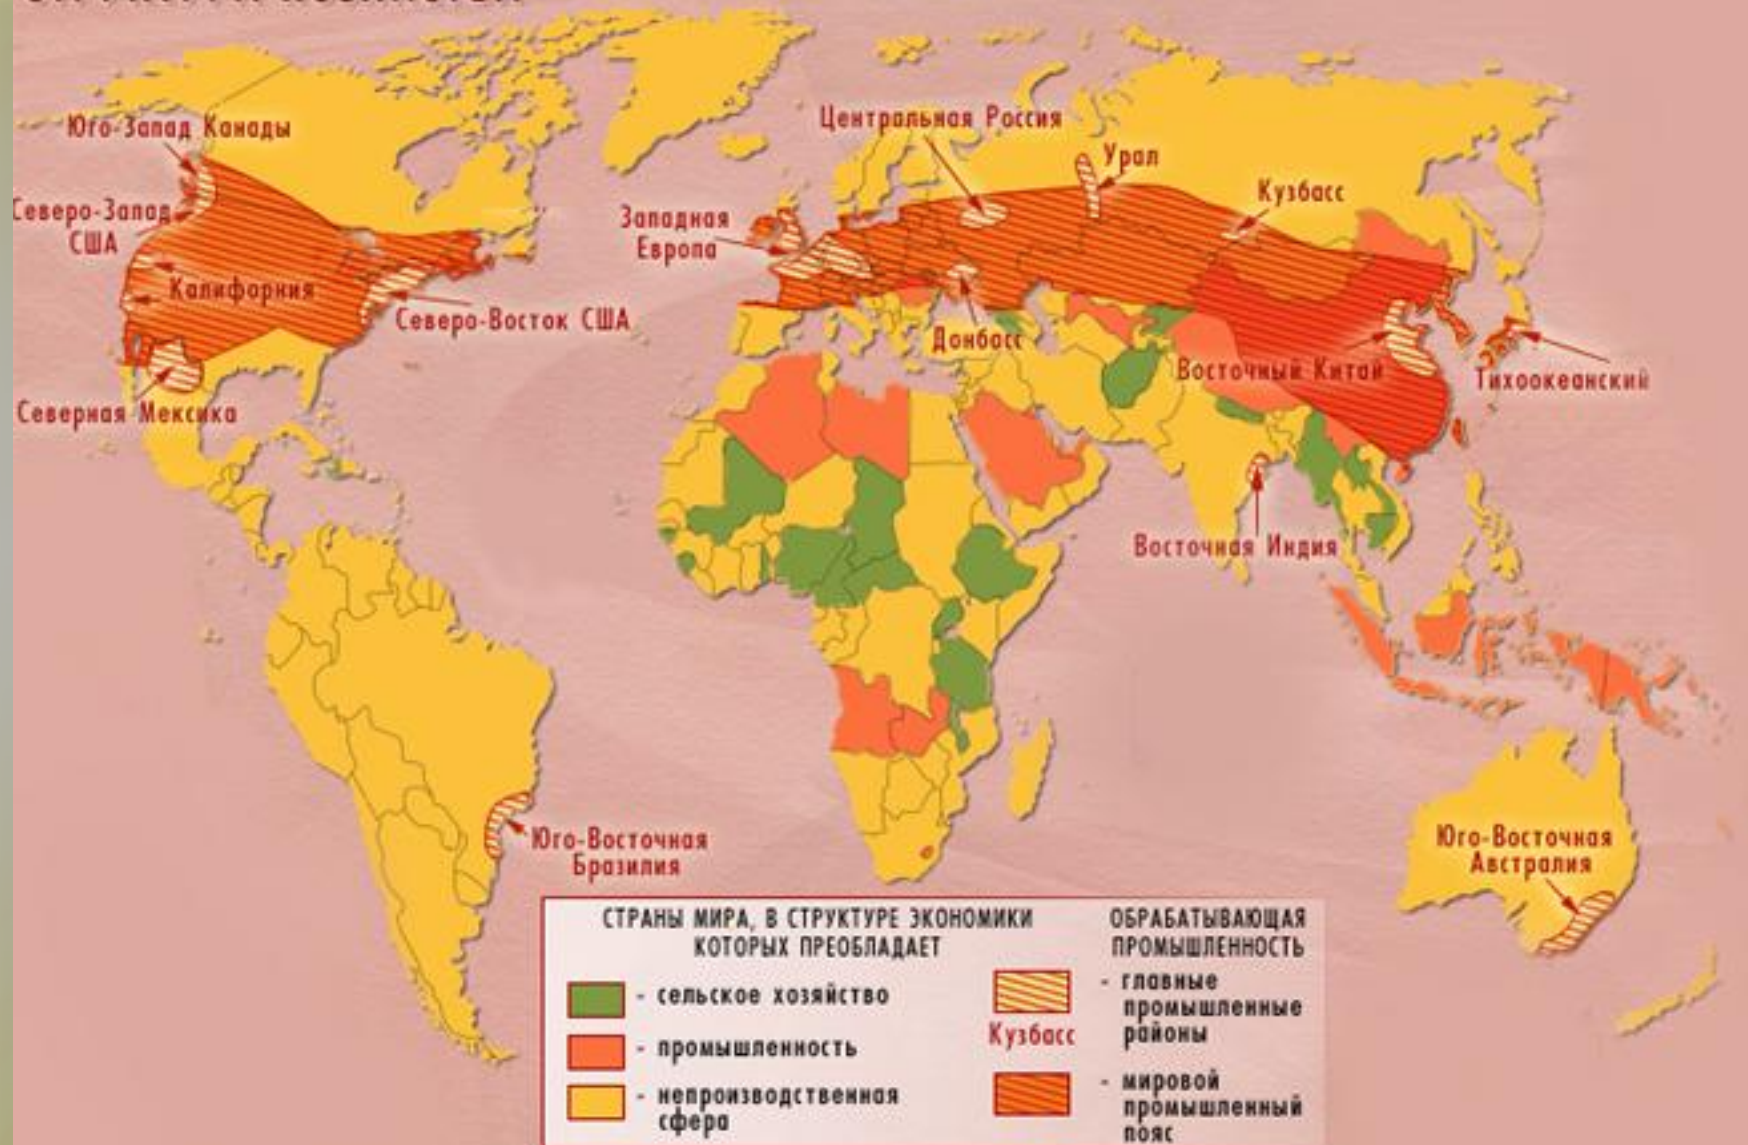 Юго-Запад Канады
Центральная Россия
Урал
Кузбасс
Северо-Запад
США
Западная
Европа
Калифорния
Северо-Восток США
Донбасс
Восточный Китай
Тихоокеанский
Северная Мексика
Восточная Индия
Юго-Восточная
Бразилия
Юго-Восточная
Австралия
СТРАНЫ МИРА, В СТРУКТУРЕ ЭКОНОМИКИ
КОТОРЫХ ПРЕОБЛАДАЕТ
- сельское хозяйство
- промышленность
- непроизводственная
сфера
ОБРАБАТЫВАЮЩАЯ
ПРОМЫШЛЕННОСТЬ
- главные
промышленные
районы
Кузбасс
- мировой
промышленный
пояс